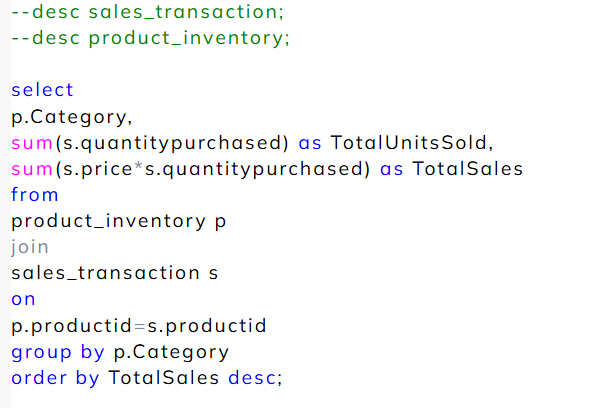 --desc sales_transaction;
--desc product_inventory;
select
p.Category,
sum(s.quantitypurchased) as TotalUnitsSold,
sum(s.price*s.quantitypurchased) as TotalSales
from
product_inventory p
join
sales_transaction s
on
p.productid=s.productid
group by p.Category
order by TotalSales desc;